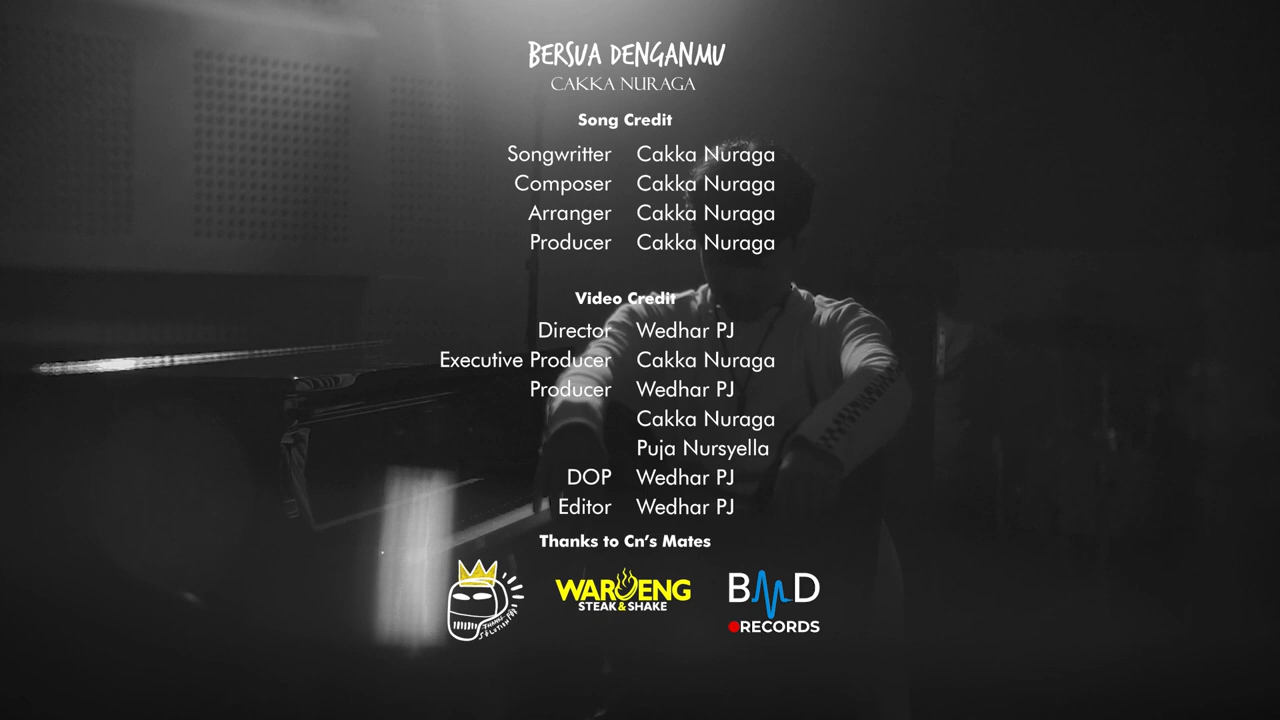 BERSUA DENGANMU
CAKKA NURAGA
Song Credit
Songwritter Cakka Nuraga
Composer Cakka Nuraga
Arranger Cakka Nuraga
Producer Cakka Nuraga
Video Credit
Director Wedhar PJ
Executive Producer Cakka Nuraga
Producer Wedhar PJ
Cakka Nuraga
Puja Nursyella
DOP Wedhar PJ
Editor Wedhar PJ
Thanks to Cn's Mates
WAROENG
STEAK & SHAKE
BMD
RECORDS